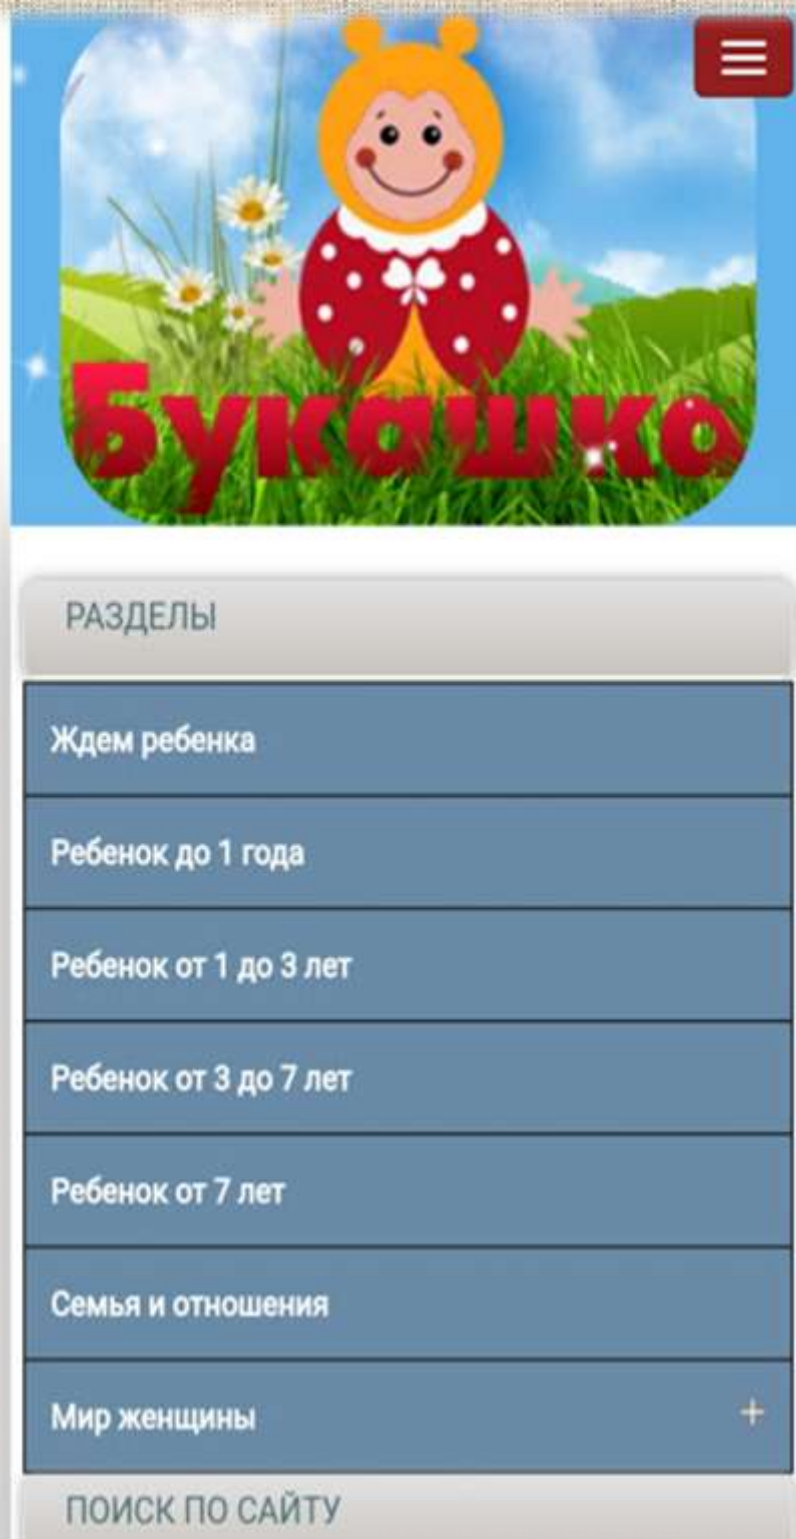 Букашко
РАЗДЕЛЫ
Ждем ребенка
Ребенок до 1 года
Ребенок от 1 до 3 лет
Ребенок от 3 до 7 лет
Ребенок от 7 лет
Семья и отношения
Мир женщины +
ПОИСК ПО САЙТУ